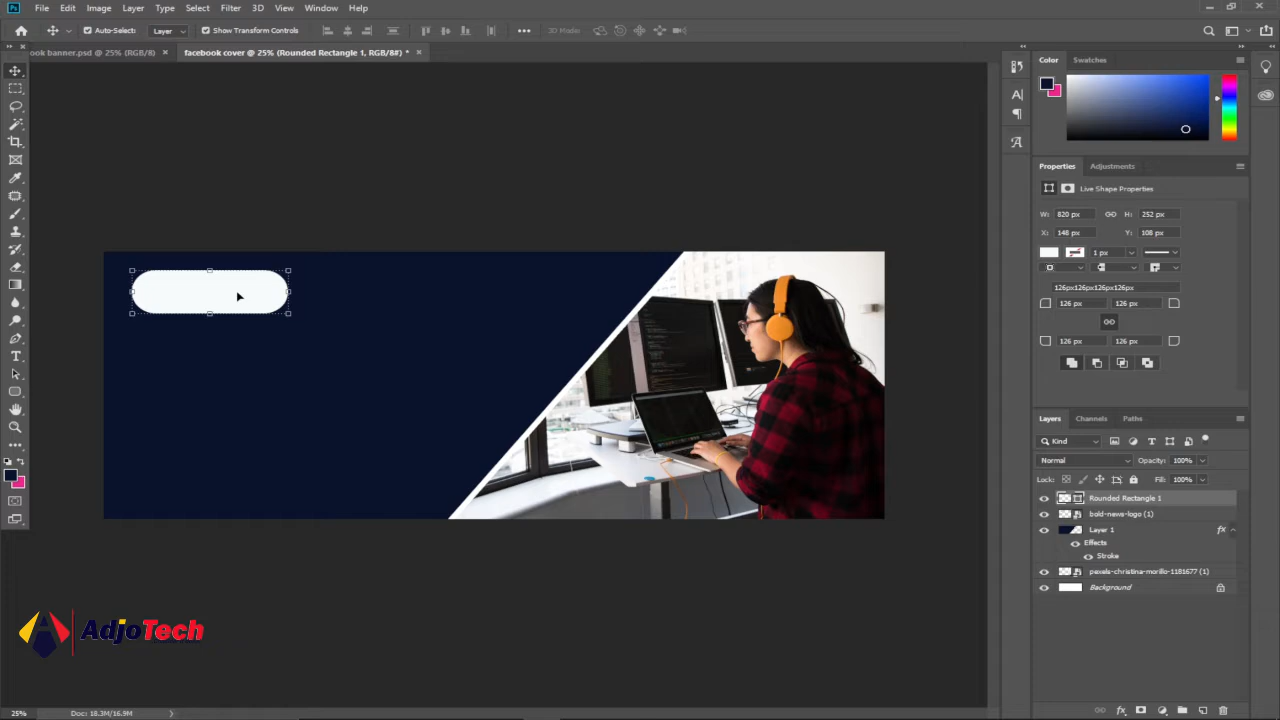 Ps File Edit Image Layer Type Select Filter 3D View Window Help
Auto-Select: Layer Show Transform Controls ••• 3D Mode:
ook banner.psd @ 25% (RGB/8) × facebook cover @ 25% (Rounded Rectangle 1, RGB/8#) * ×
Color Swatches
Properties Adjustments
Live Shape Properties
W: 820 px H: 252 px
X: 148 px Y: 108 px
1 px
126px126px126px126px
126 px 126 px
126 px 126 px
Layers Channels Paths
Kind
Normal Opacity: 100%
Lock: Fill: 100%
Rounded Rectangle 1
bold-news-logo (1)
Layer 1 fx
Effects
Stroke
pexels-christina-morillo-1181677 (1)
Background
AdjoTech
25% Doc: 18.3M/16.9M